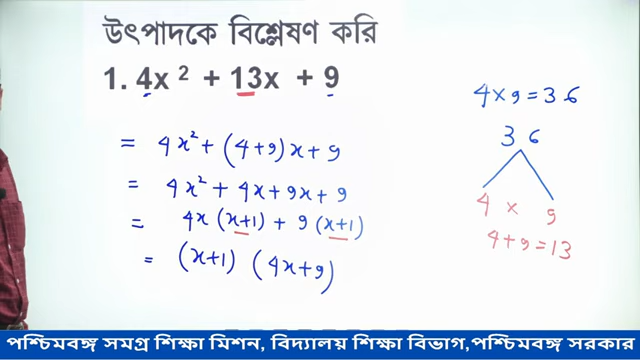 উৎপাদকে বিশ্লেষণ করি
1. 4x² + 13x + 9
= 4x² + (4+9)x + 9
= 4x² + 4x + 9x + 9
= 4x (x+1) + 9 (x+1)
= (x+1) (4x+9)
4 x 9 = 36
36
4 x 9
4 + 9 = 13
পশ্চিমবঙ্গ সমগ্র শিক্ষা মিশন, বিদ্যালয় শিক্ষা বিভাগ,পশ্চিমবঙ্গ সরকার